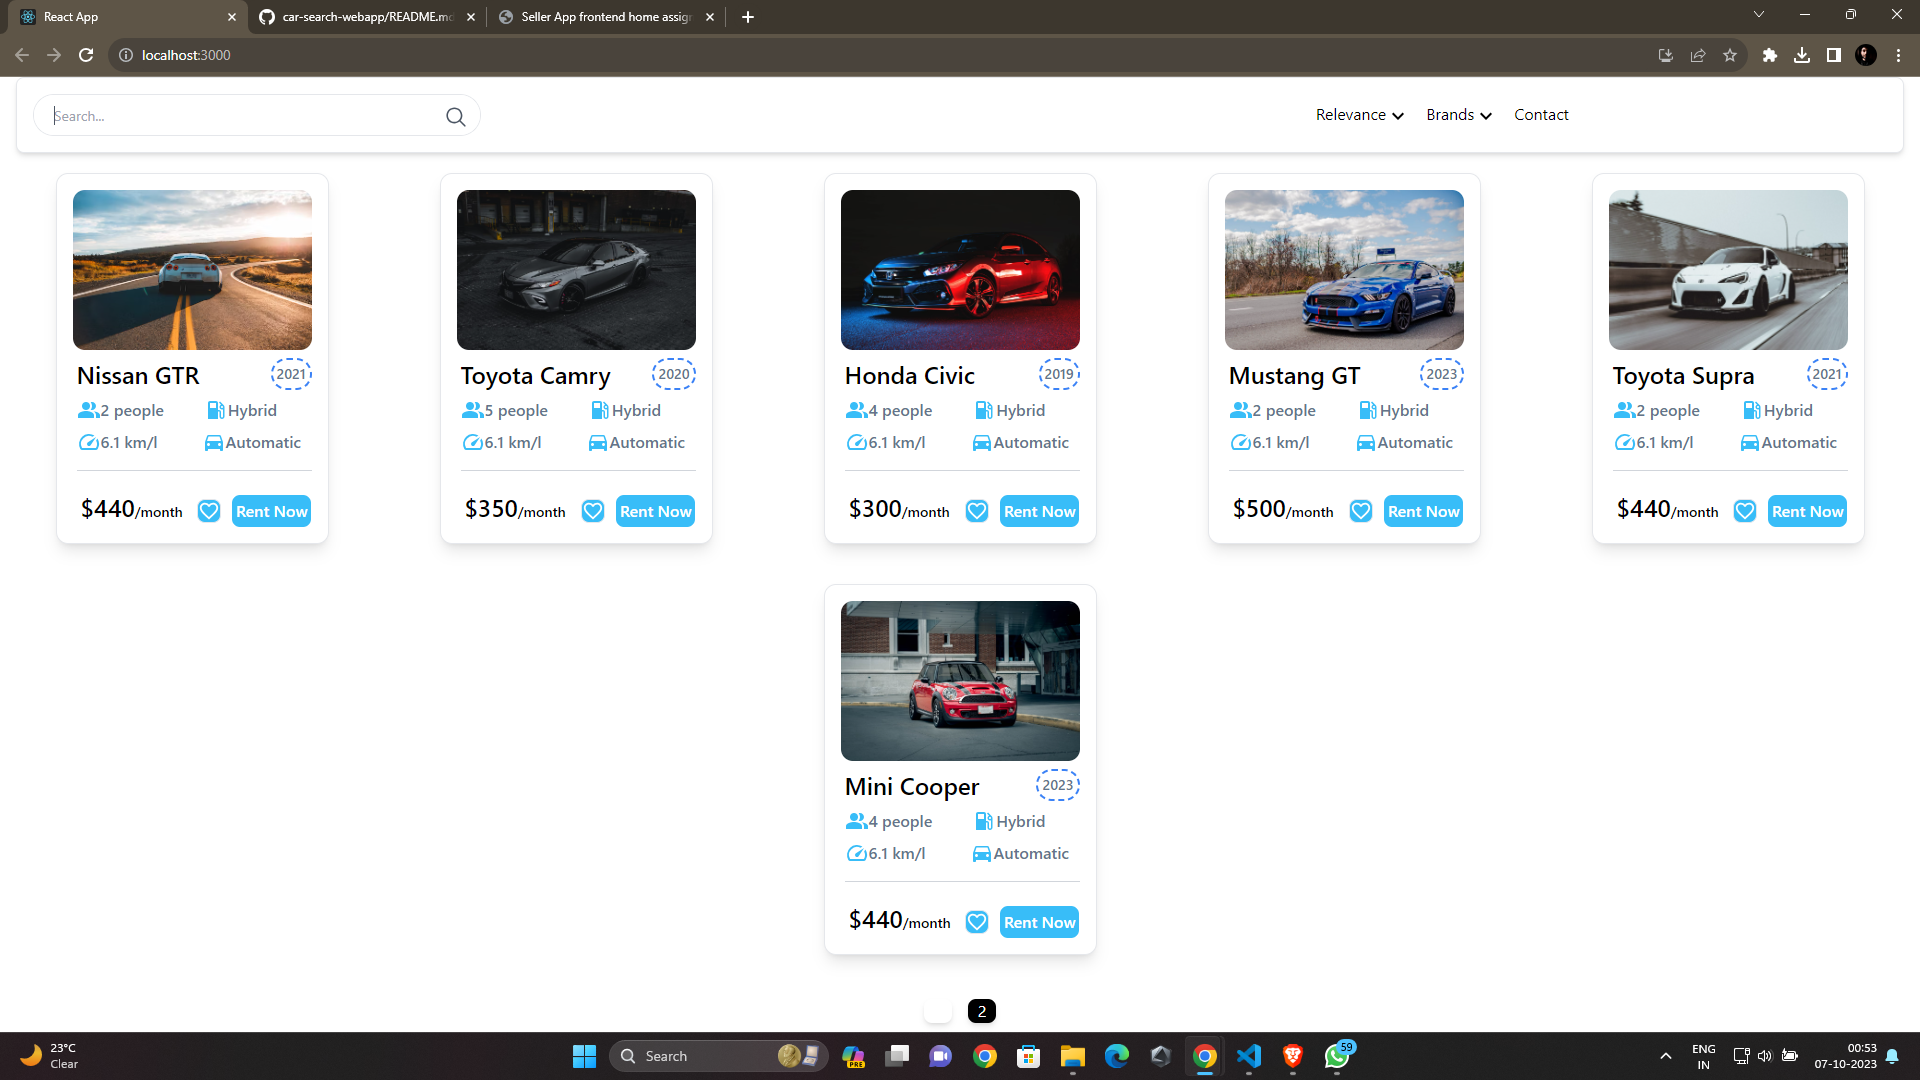 React App
car-search-webapp/README.md
Seller App frontend home assig
localhost:3000
Search...
Relevance
Brands
Contact
Nissan GTR
2021
2 people
Hybrid
6.1 km/l
Automatic
$440/month
Rent Now
Toyota Camry
2020
5 people
Hybrid
6.1 km/l
Automatic
$350/month
Rent Now
Honda Civic
2019
4 people
Hybrid
6.1 km/l
Automatic
$300/month
Rent Now
Mustang GT
2023
2 people
Hybrid
6.1 km/l
Automatic
$500/month
Rent Now
Toyota Supra
2021
2 people
Hybrid
6.1 km/l
Automatic
$440/month
Rent Now
Mini Cooper
2023
4 people
Hybrid
6.1 km/l
Automatic
$440/month
Rent Now
2
23°C
Clear
Search
PRE
59
ENG
IN
00:53
07-10-2023